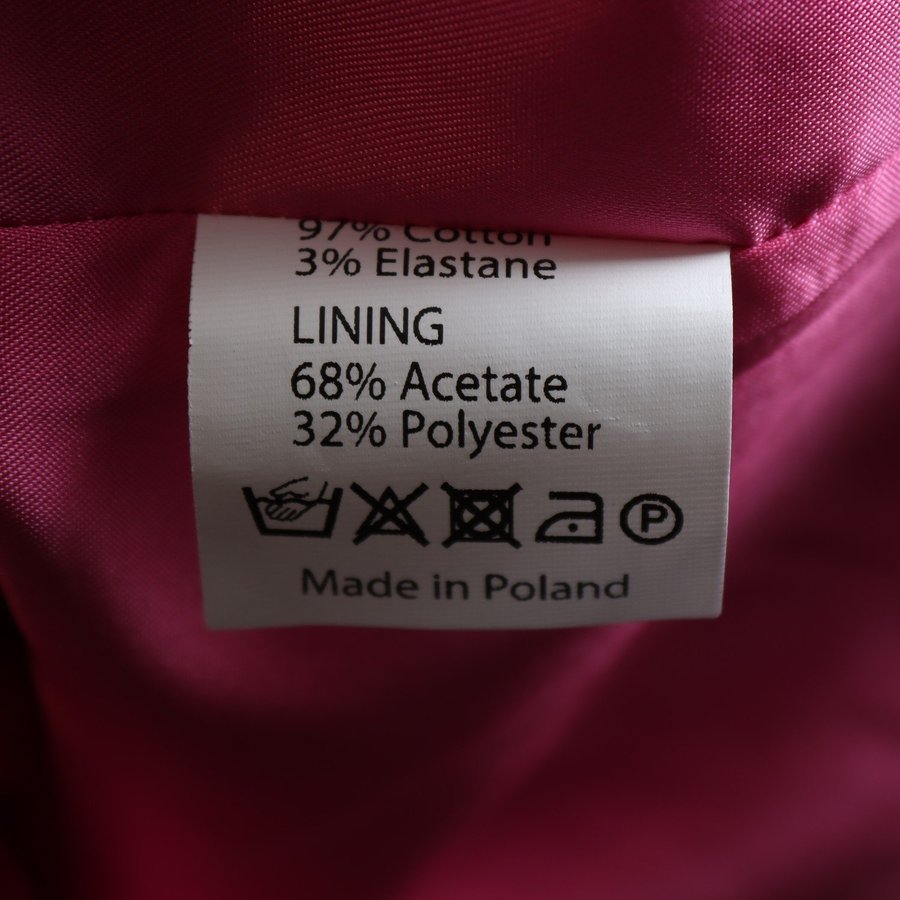 97% Cotton
3% Elastane
LINING
68% Acetate
32% Polyester
P
Made in Poland